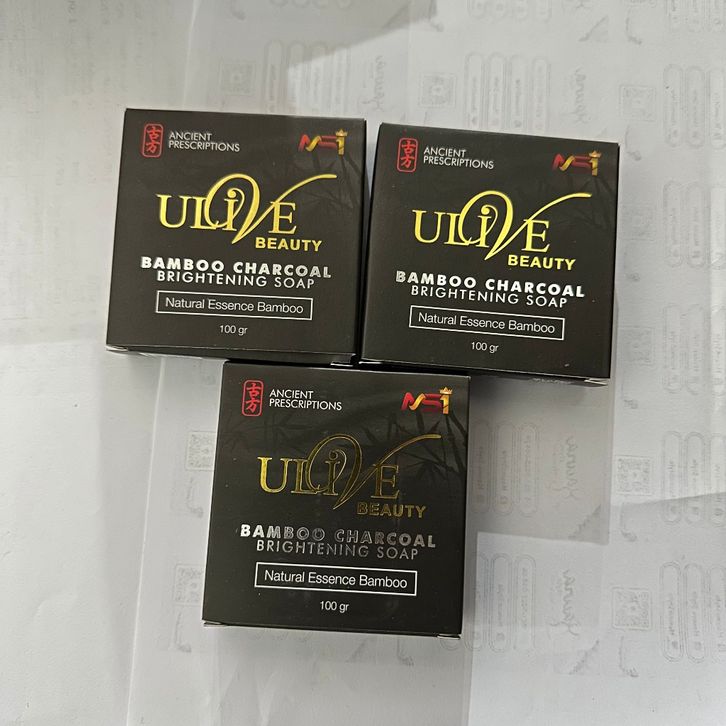 古方
ANCIENT
PRESCRIPTIONS
ULIVE
BEAUTY
BAMBOO CHARCOAL
BRIGHTENING SOAP
Natural Essence Bamboo
100 gr
古方
ANCIENT
PRESCRIPTIONS
ULIVE
BEAUTY
BAMBOO CHARCOAL
BRIGHTENING SOAP
Natural Essence Bamboo
100 gr
古方
ANCIENT
PRESCRIPTIONS
ULIVE
BEAUTY
BAMBOO CHARCOAL
BRIGHTENING SOAP
Natural Essence Bamboo
100 gr